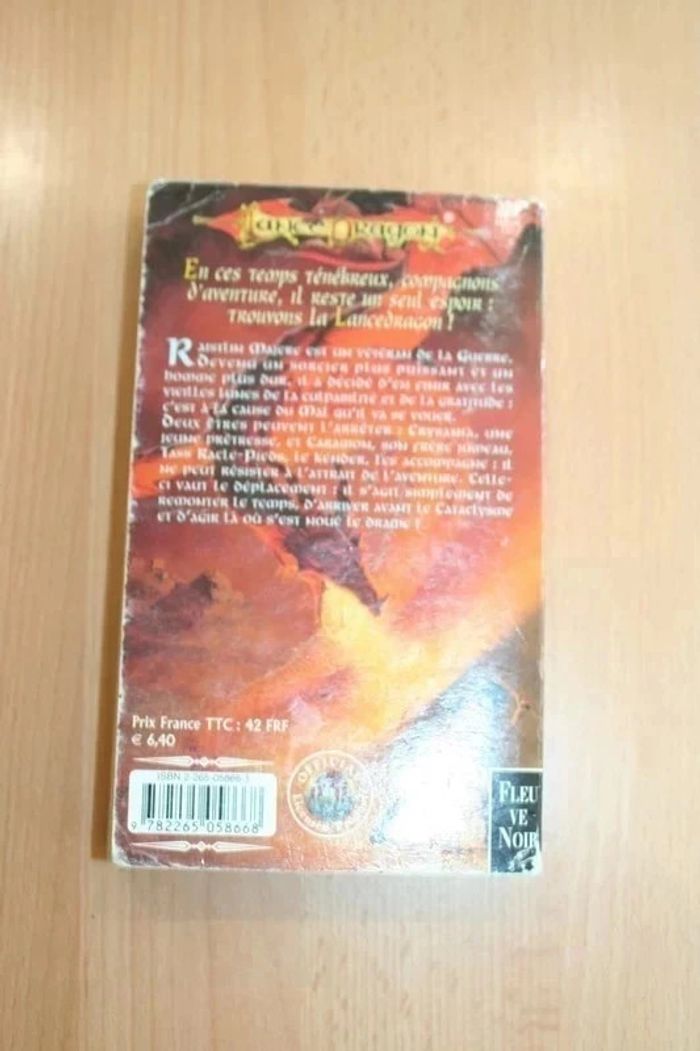 LanceDragon®
En ces temps ténébreux, compagnons
d'aventure, il reste un seul espoir :
trouvons la Lancedragon !
Raistlin Majere est un vétéran de la Guerre.
Devenu un sorcier plus puissant et un
homme plus dur, il a décidé d'en finir avec les
vieilles lunes de la culpabilité et de la gratitude :
c'est à la cause du Mal qu'il va se vouer.
Deux êtres peuvent l'arrêter : Crysania, une
jeune prêtresse, et Caramon, son frère jumeau.
Tass Racle-Pieds, le kender, les accompagne : il
ne peut résister à l'attrait de l'aventure. Celle-
ci vaut le déplacement : il s'agit simplement de
remonter le temps, d'arriver avant le Cataclysme
et d'agir là où s'est noué le drame !
Prix France TTC : 42 FRF
€ 6,40
ISBN 2-265-05866-1
9 782265 058668
OFFICIAL
FLEU
VE
NOIR